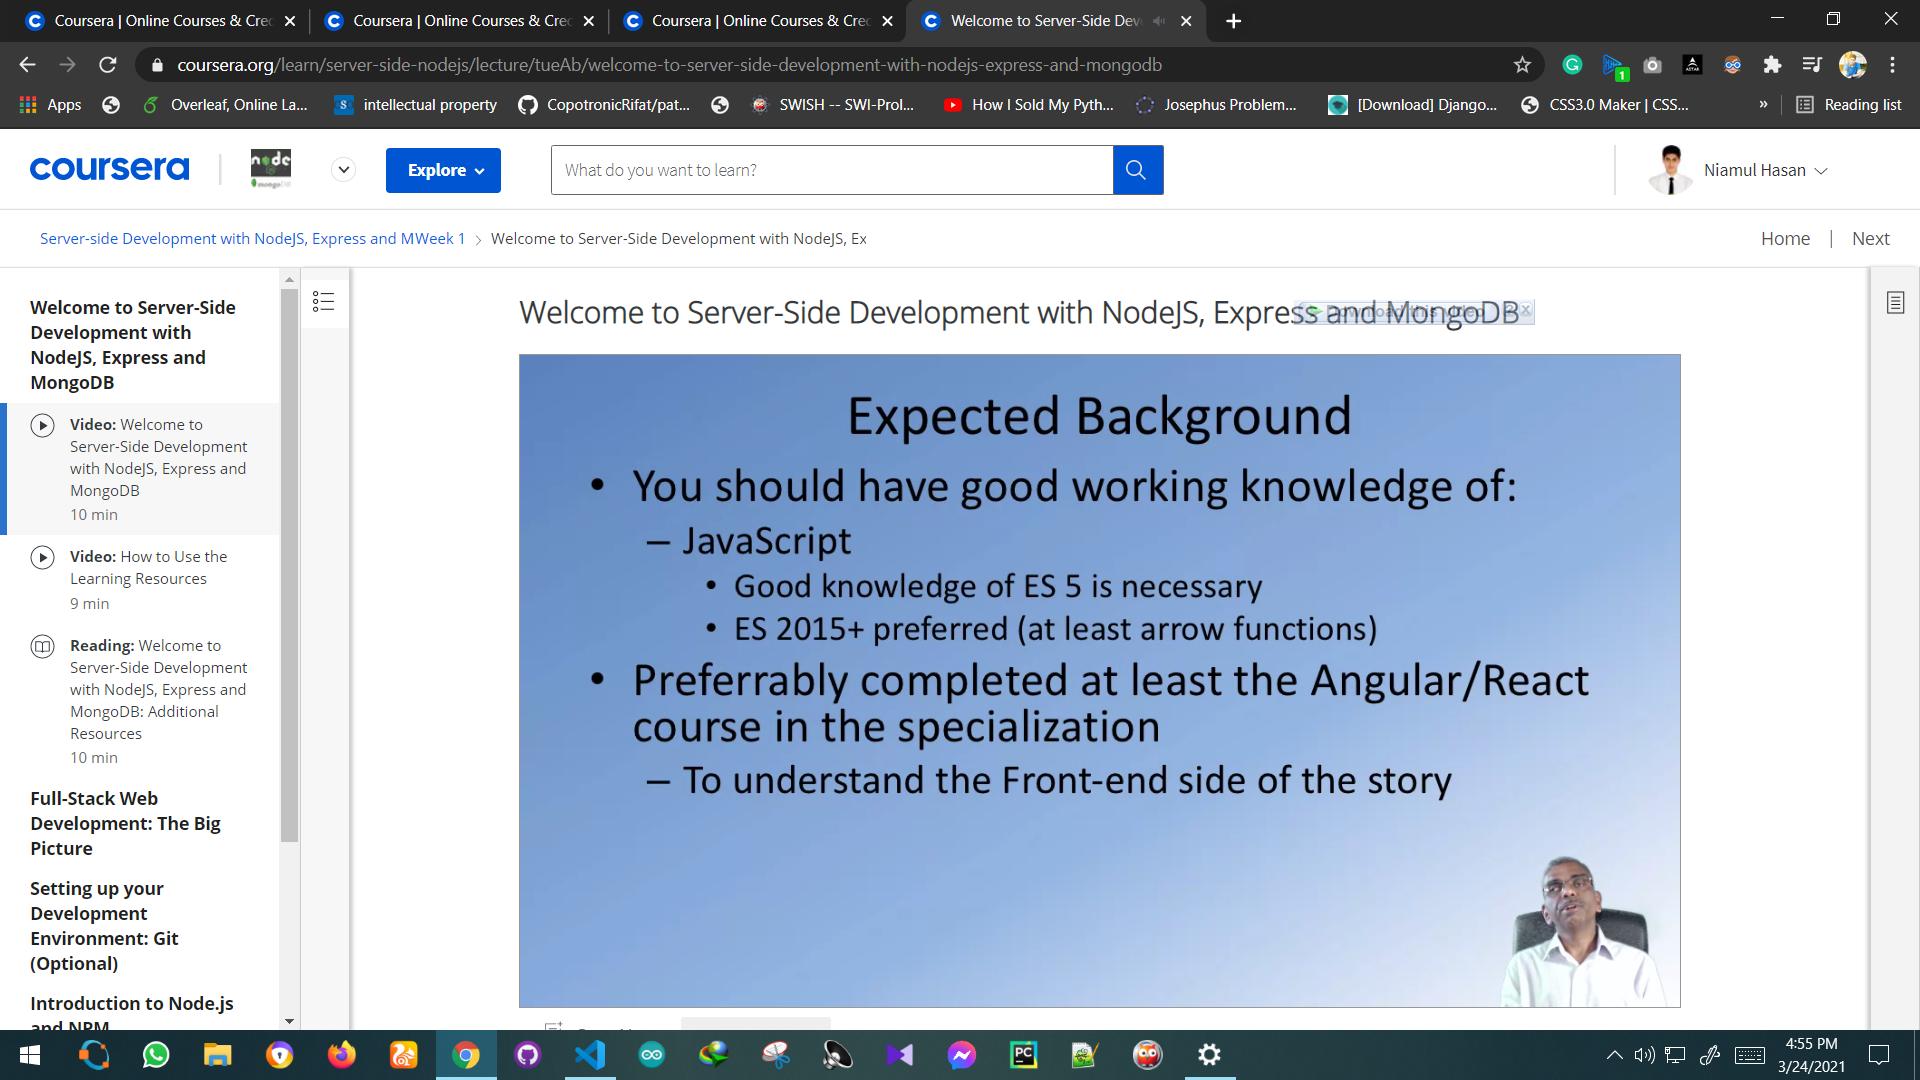 Coursera | Online Courses & Cre
Coursera | Online Courses & Cre
Coursera | Online Courses & Cre
Welcome to Server-Side Dev
coursera.org/learn/server-side-nodejs/lecture/tueAb/welcome-to-server-side-development-with-nodejs-express-and-mongodb
1
Apps
Overleaf, Online La...
intellectual property
CopotronicRifat/pat...
SWISH -- SWI-Prol...
How I Sold My Pyth...
Josephus Problem...
[Download] Django...
CSS3.0 Maker | CSS...
»
Reading list
coursera
node
mongoDB
Explore
What do you want to learn?
Niamul Hasan
Server-side Development with NodeJS, Express and MWeek 1
Welcome to Server-Side Development with NodeJS, Ex
Home | Next
Welcome to Server-Side
Development with
NodeJS, Express and
MongoDB
Video: Welcome to
Server-Side Development
with NodeJS, Express and
MongoDB
10 min
Video: How to Use the
Learning Resources
9 min
Reading: Welcome to
Server-Side Development
with NodeJS, Express and
MongoDB: Additional
Resources
10 min
Full-Stack Web
Development: The Big
Picture
Setting up your
Development
Environment: Git
(Optional)
Introduction to Node.js
and NPM
Welcome to Server-Side Development with NodeJS, Express and MongoDB
Download this video
Expected Background
• You should have good working knowledge of:
– JavaScript
• Good knowledge of ES 5 is necessary
• ES 2015+ preferred (at least arrow functions)
• Preferrably completed at least the Angular/React
course in the specialization
– To understand the Front-end side of the story
PC
4:55 PM
3/24/2021